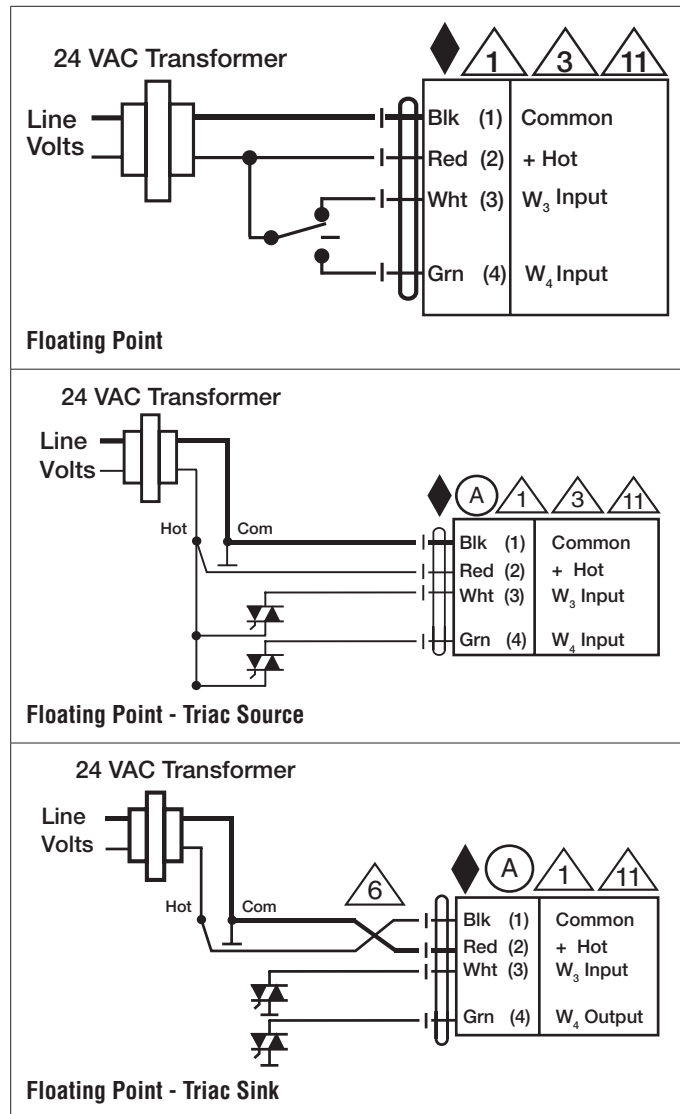 24 VAC Transformer
1 3 11
Line
Volts
Blk (1) Common
Red (2) + Hot
Wht (3) W₃ Input
Grn (4) W₄ Input
Floating Point
24 VAC Transformer
Line
Volts
A 1 3 11
Hot Com
Blk (1) Common
Red (2) + Hot
Wht (3) W₃ Input
Grn (4) W₄ Input
Floating Point - Triac Source
24 VAC Transformer
Line
Volts
6 A 1 11
Hot Com
Blk (1) Common
Red (2) + Hot
Wht (3) W₃ Input
Grn (4) W₄ Output
Floating Point - Triac Sink